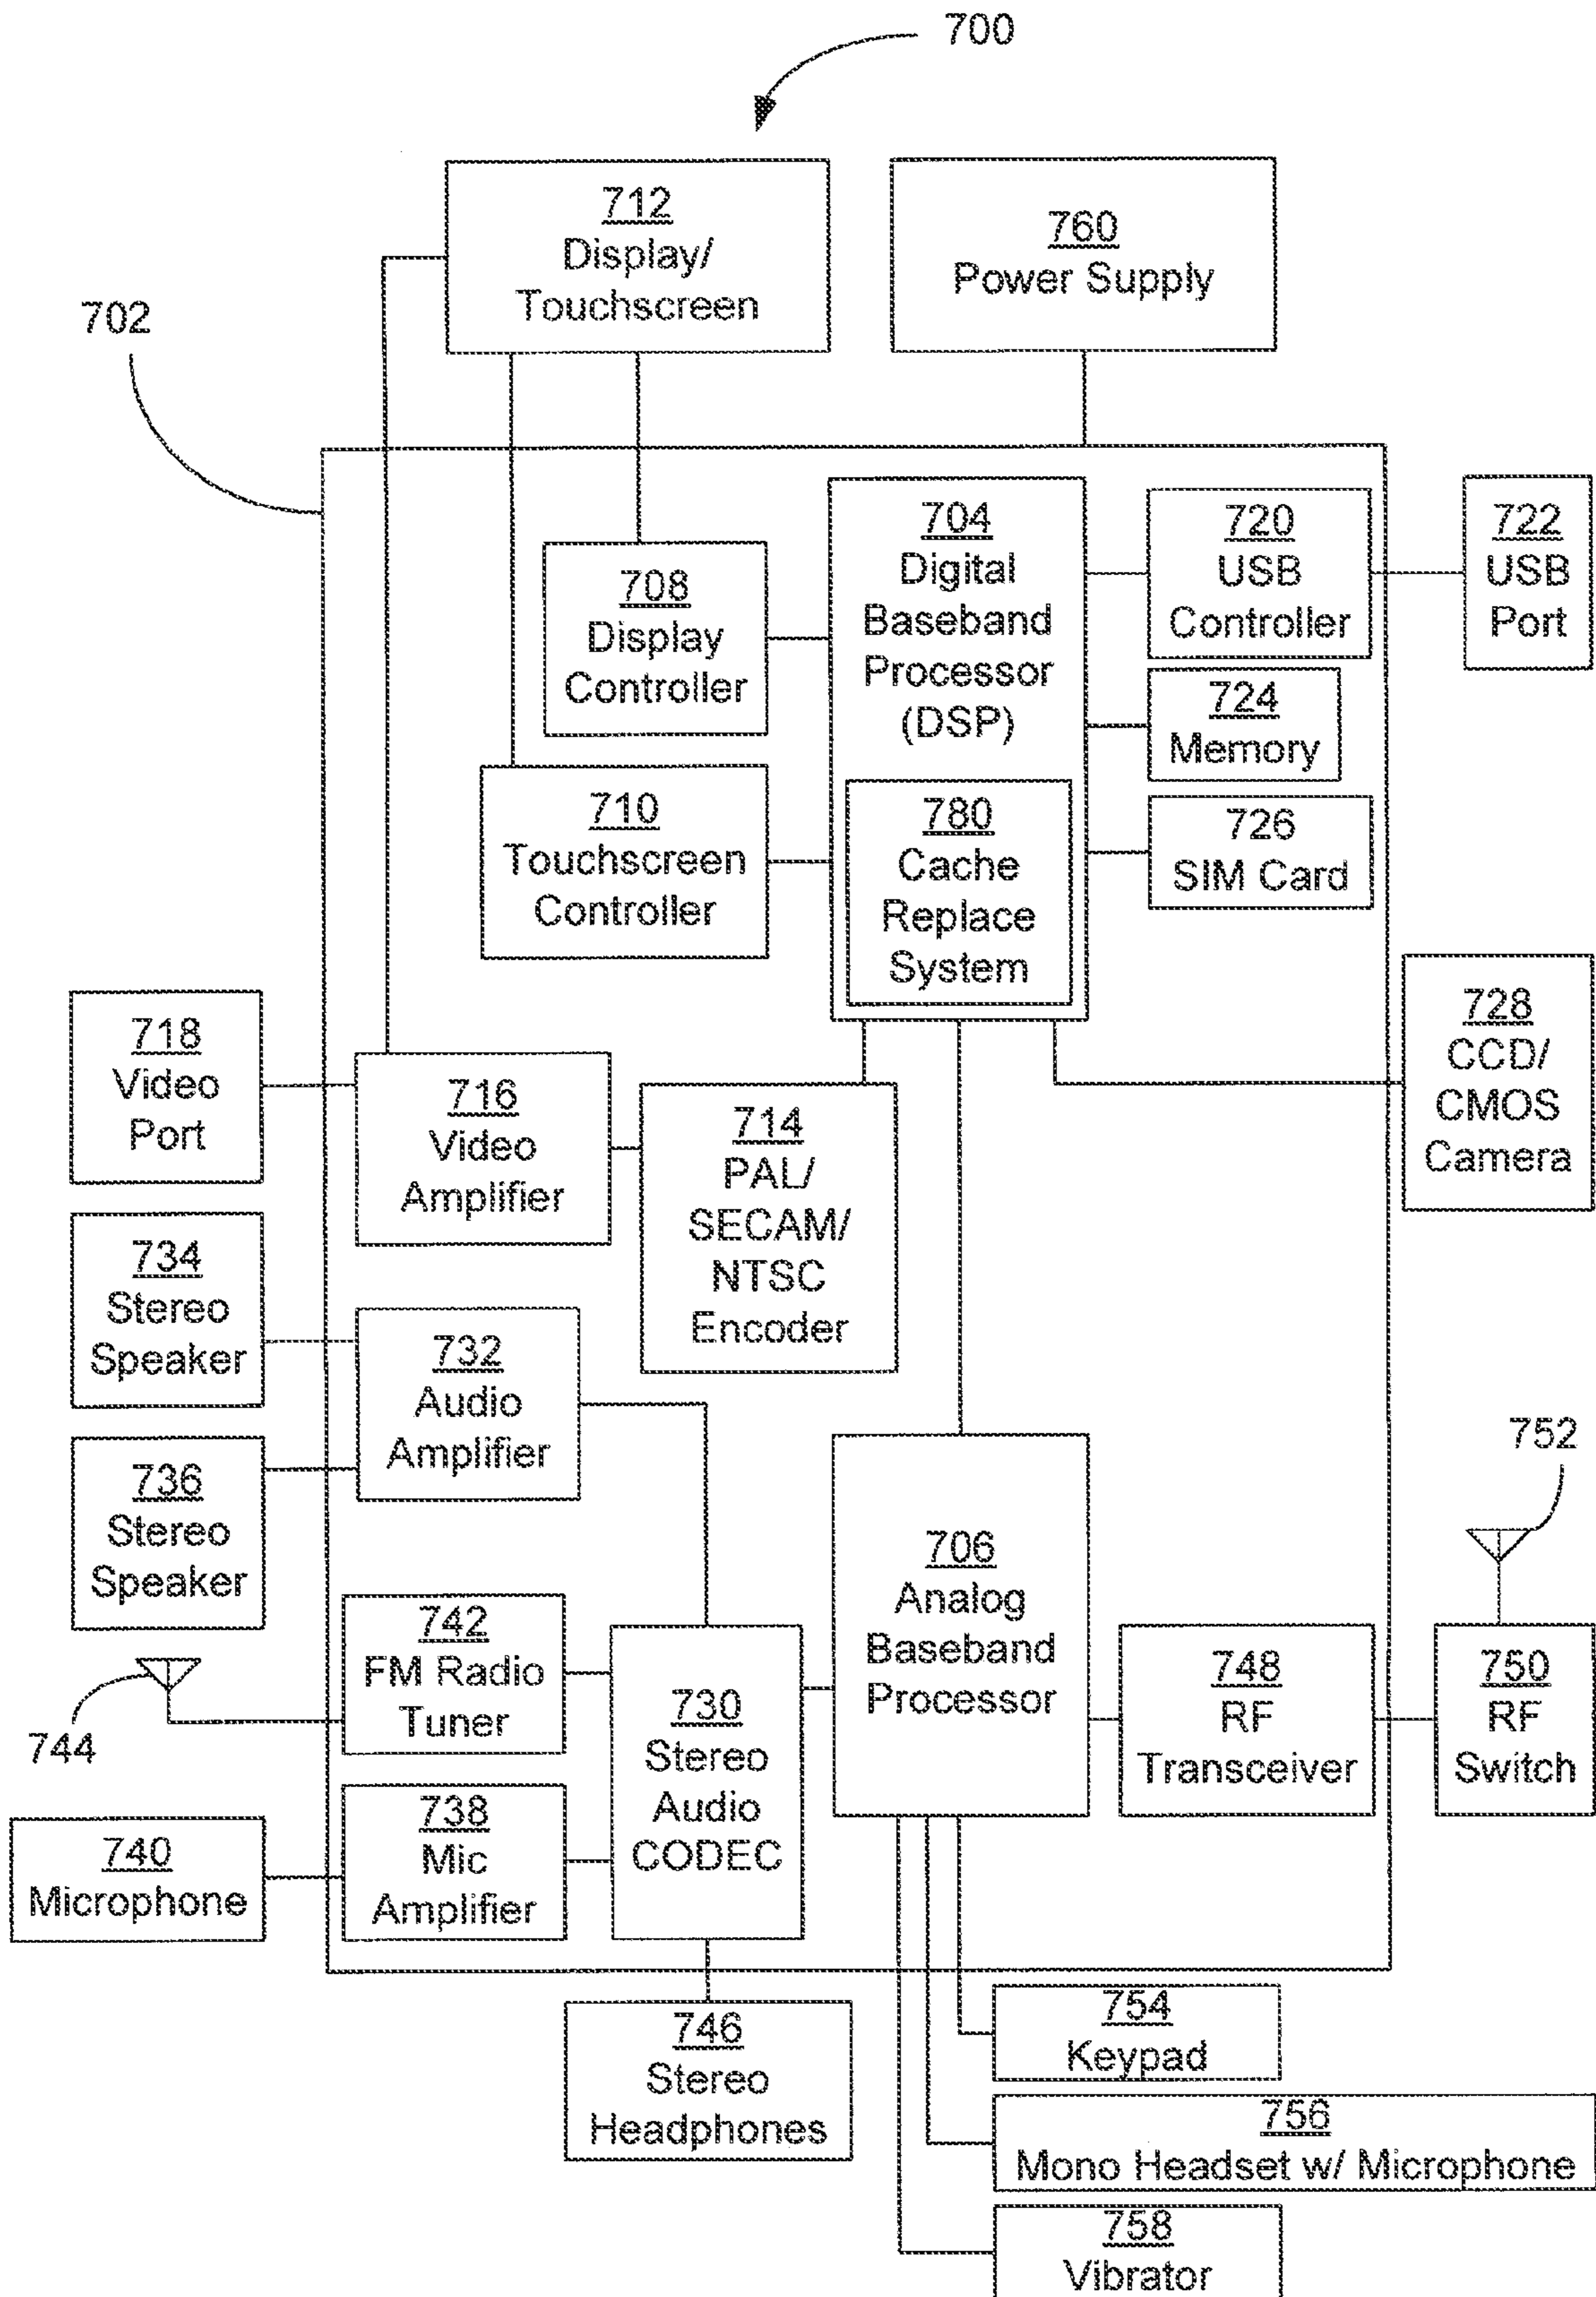 700
712
Display/
Touchscreen
760
Power Supply
702
704
Digital
Baseband
Processor
(DSP)
720
USB
Controller
722
USB
Port
708
Display
Controller
724
Memory
710
Touchscreen
Controller
780
Cache
Replace
System
726
SIM Card
728
CCD/
CMOS
Camera
718
Video
Port
716
Video
Amplifier
714
PAL/
SECAM/
NTSC
Encoder
734
Stereo
Speaker
732
Audio
Amplifier
736
Stereo
Speaker
752
706
Analog
Baseband
Processor
742
FM Radio
Tuner
744
730
Stereo
Audio
CODEC
748
RF
Transceiver
750
RF
Switch
740
Microphone
738
Mic
Amplifier
746
Stereo
Headphones
754
Keypad
756
Mono Headset w/ Microphone
758
Vibrator